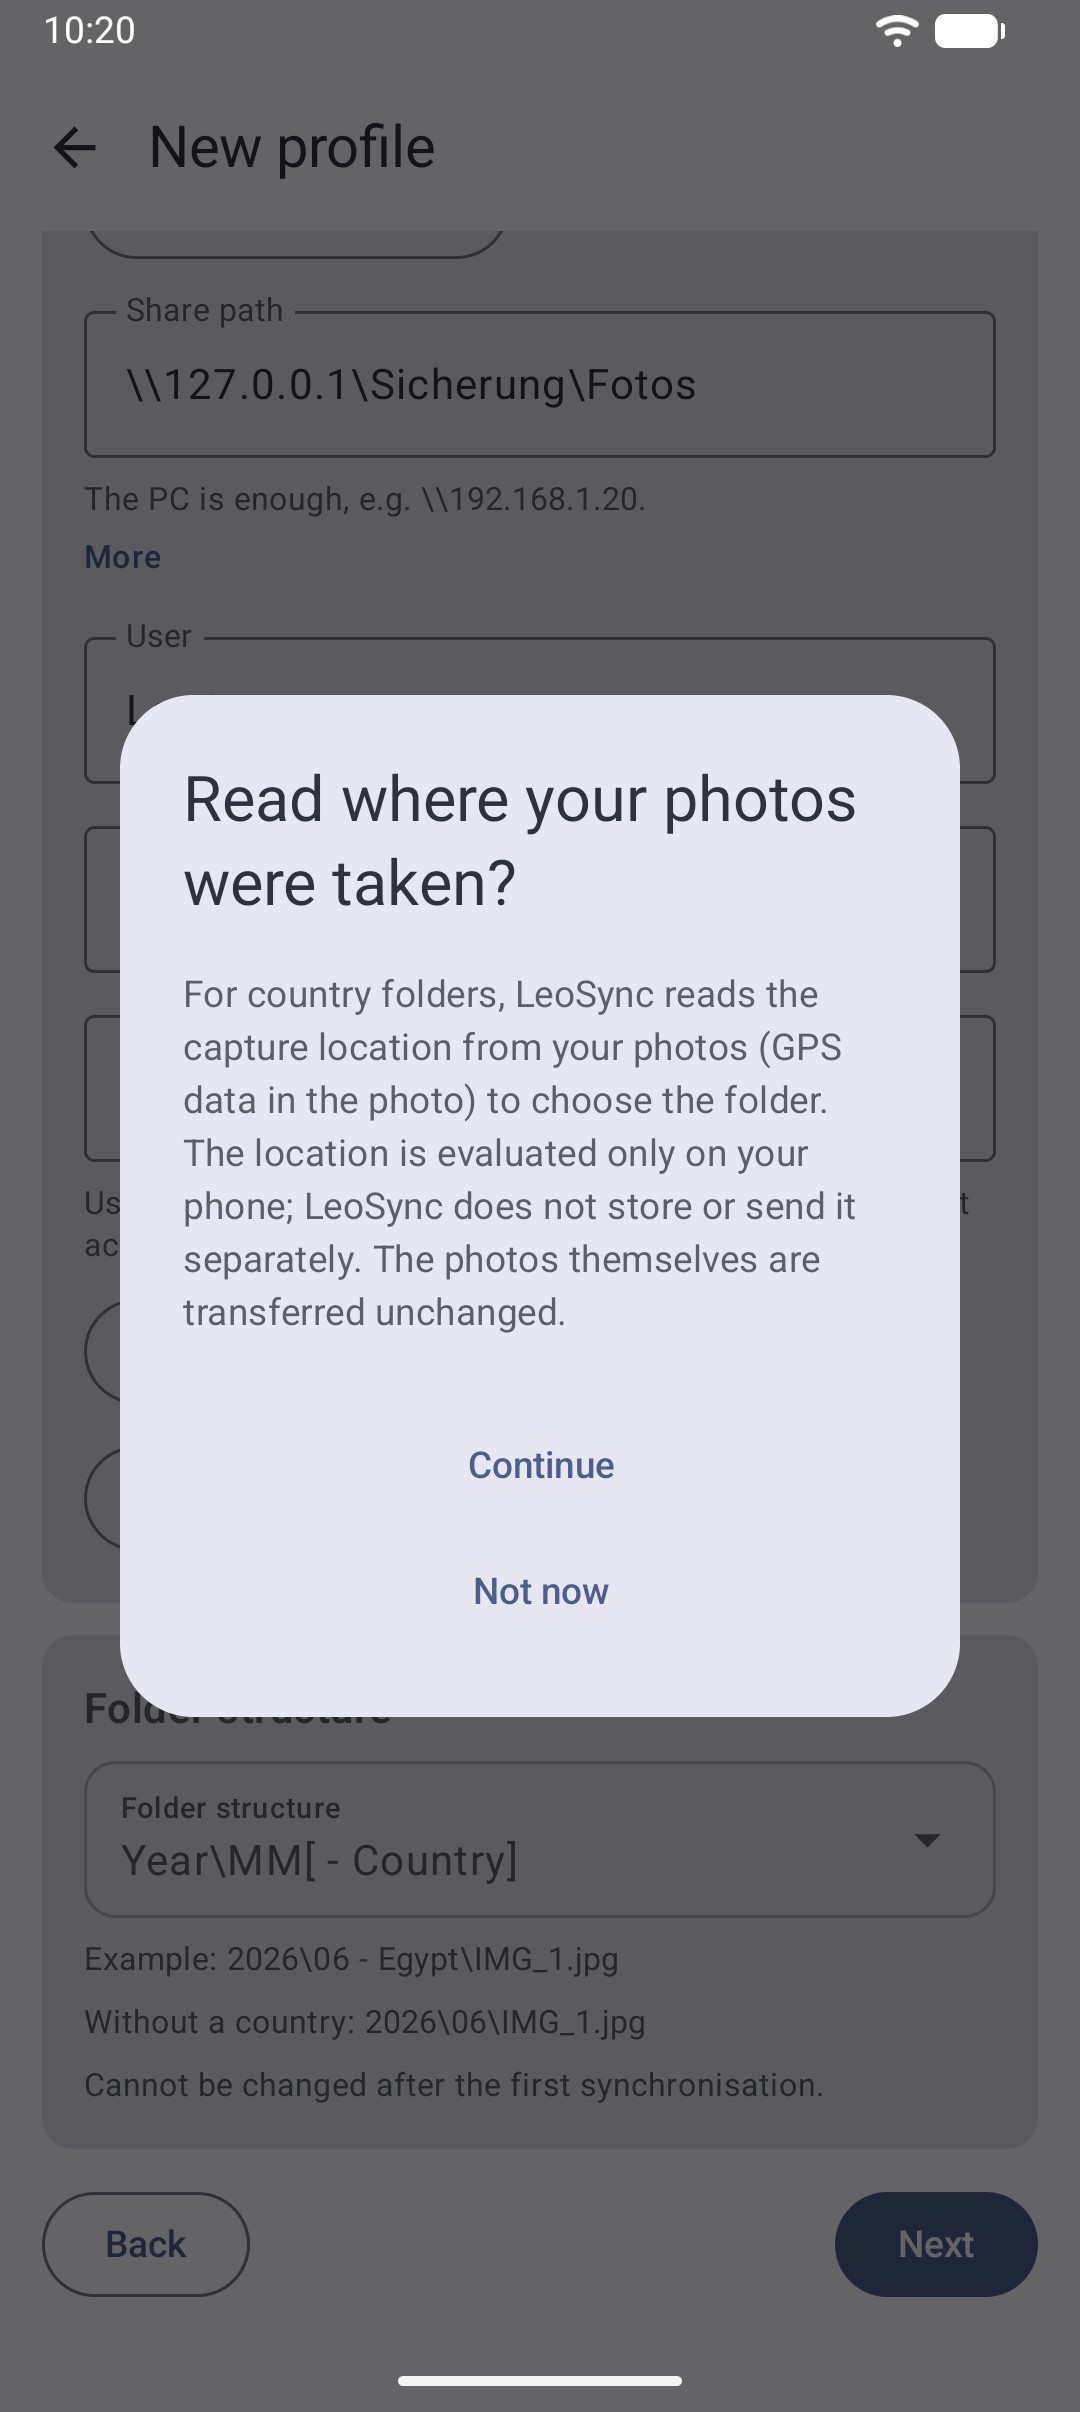 10:20
New profile
Share path
\\127.0.0.1\Sicherung\Fotos
The PC is enough, e.g. \\192.168.1.20.
More
User
Read where your photos
were taken?
For country folders, LeoSync reads the
capture location from your photos (GPS
data in the photo) to choose the folder.
The location is evaluated only on your
phone; LeoSync does not store or send it
separately. The photos themselves are
transferred unchanged.
Continue
Not now
Folder structure
Folder structure
Year\MM[ - Country]
Example: 2026\06 - Egypt\IMG_1.jpg
Without a country: 2026\06\IMG_1.jpg
Cannot be changed after the first synchronisation.
Back
Next